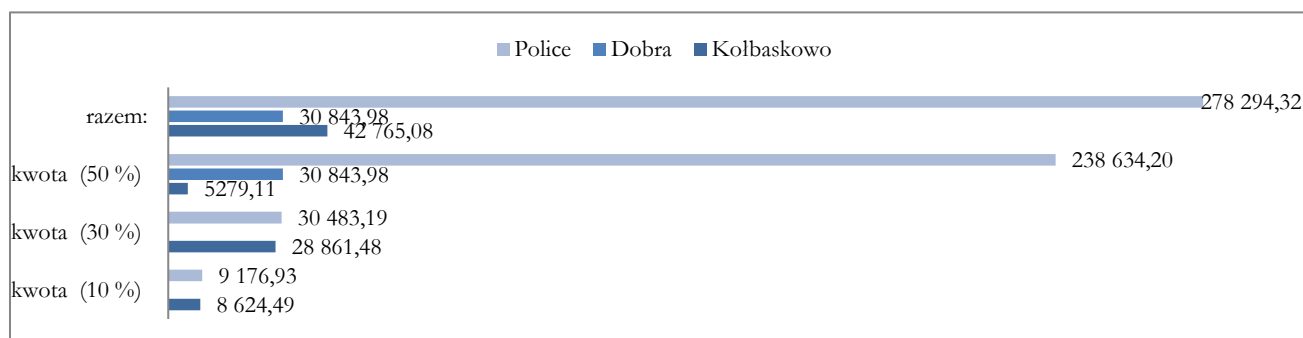 Police Dobra Kołbaskowo
razem:
278 294,32
30 843,98
42 765,08
kwota (50 %)
238 634,20
30 843,98
5279,11
kwota (30 %)
30 483,19
28 861,48
kwota (10 %)
9 176,93
8 624,49